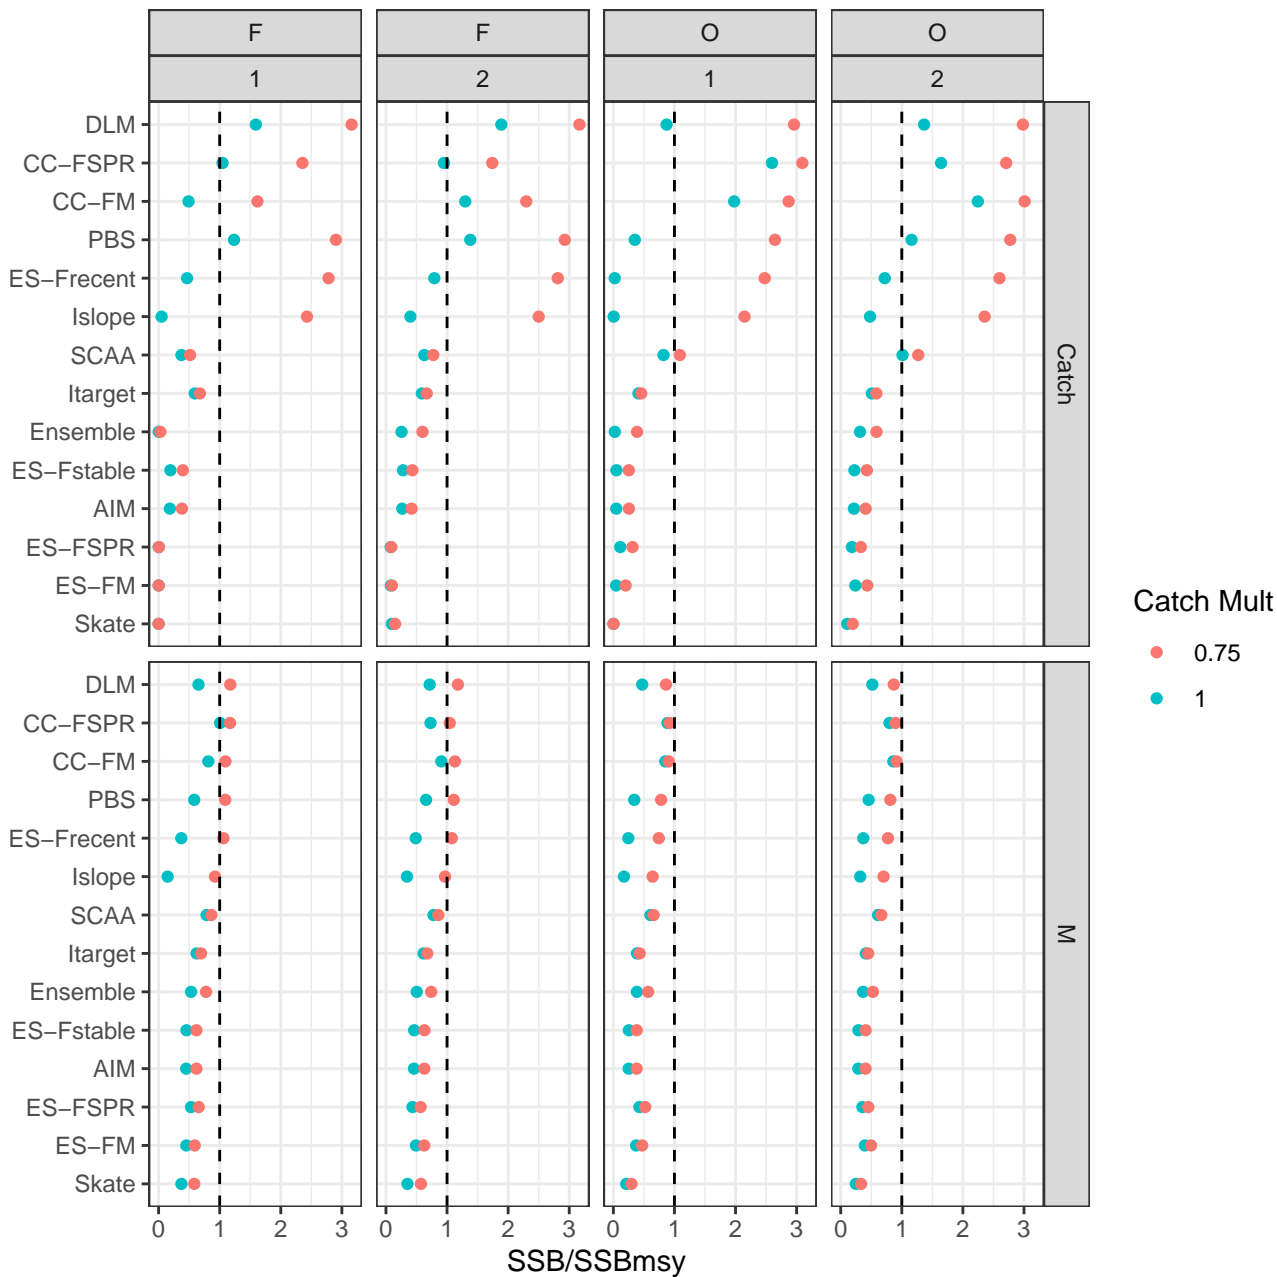 F F O O
1 2 1 2
DLM
CC−FSPR
CC−FM
PBS
ES−Frecent
Islope
SCAA
Itarget
Ensemble
ES−Fstable
AIM
ES−FSPR
ES−FM
Skate
Catch
DLM
CC−FSPR
CC−FM
PBS
ES−Frecent
Islope
SCAA
Itarget
Ensemble
ES−Fstable
AIM
ES−FSPR
ES−FM
Skate
M
0 1 2 3 0 1 2 3 0 1 2 3 0 1 2 3
SSB/SSBmsy
Catch Mult
0.75
1